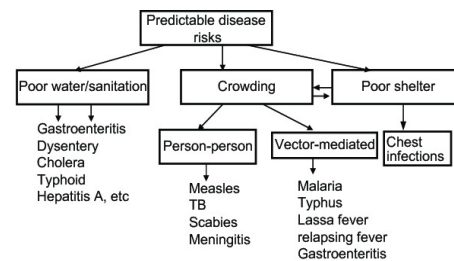 Predictable disease
risks
Poor water/sanitation
Crowding
Poor shelter
Gastroenteritis
Dysentery
Cholera
Typhoid
Hepatitis A, etc
Person-person
Vector-mediated
Chest
infections
Measles
TB
Scabies
Meningitis
Malaria
Typhus
Lassa fever
relapsing fever
Gastroenteritis